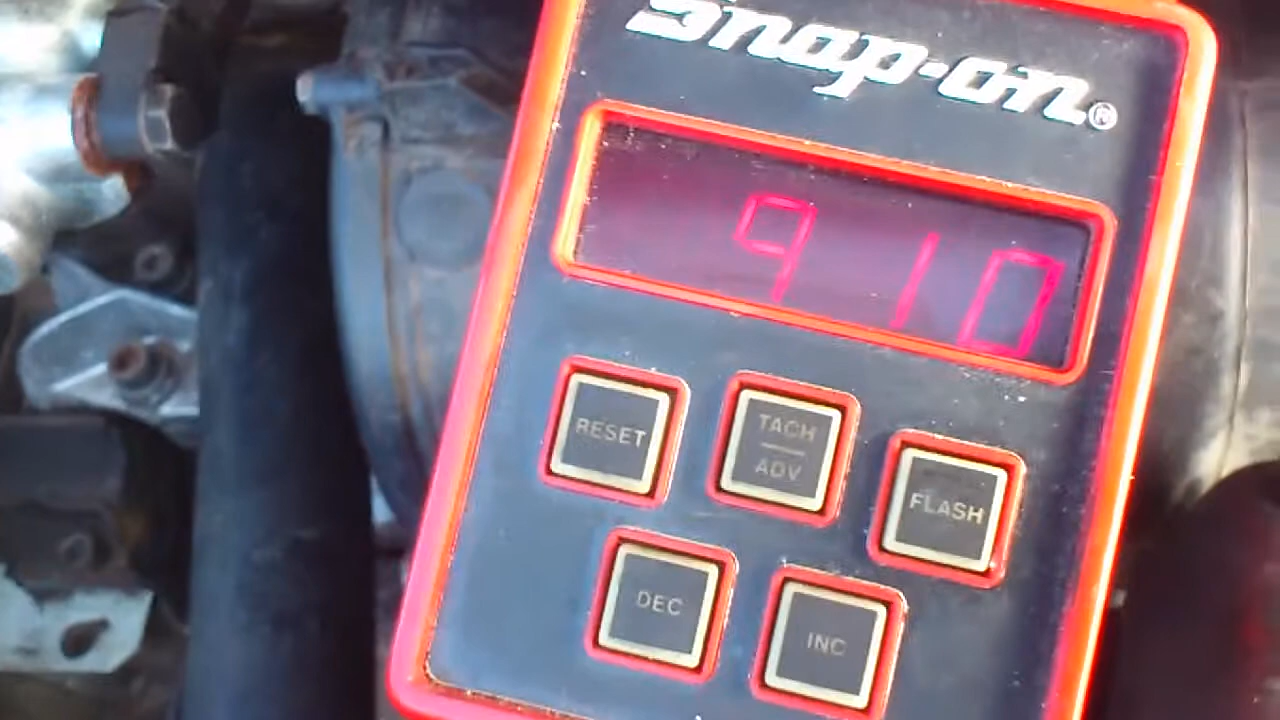 Snap-on®
910
RESET
TACH
ADV
FLASH
DEC
INC